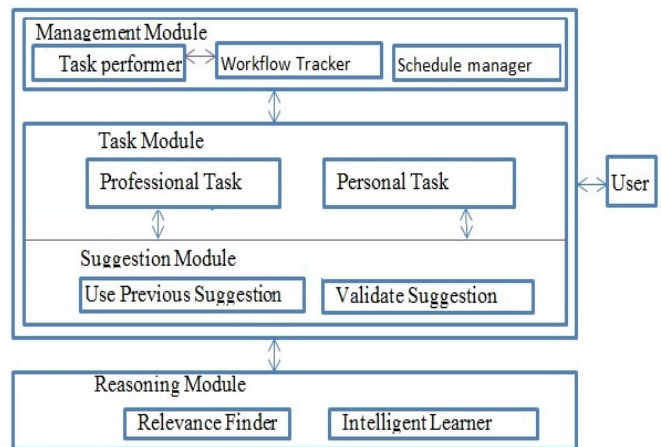 Management Module
Task performer
Workflow Tracker
Schedule manager
Task Module
Professional Task
Personal Task
User
Suggestion Module
Use Previous Suggestion
Validate Suggestion
Reasoning Module
Relevance Finder
Intelligent Learner